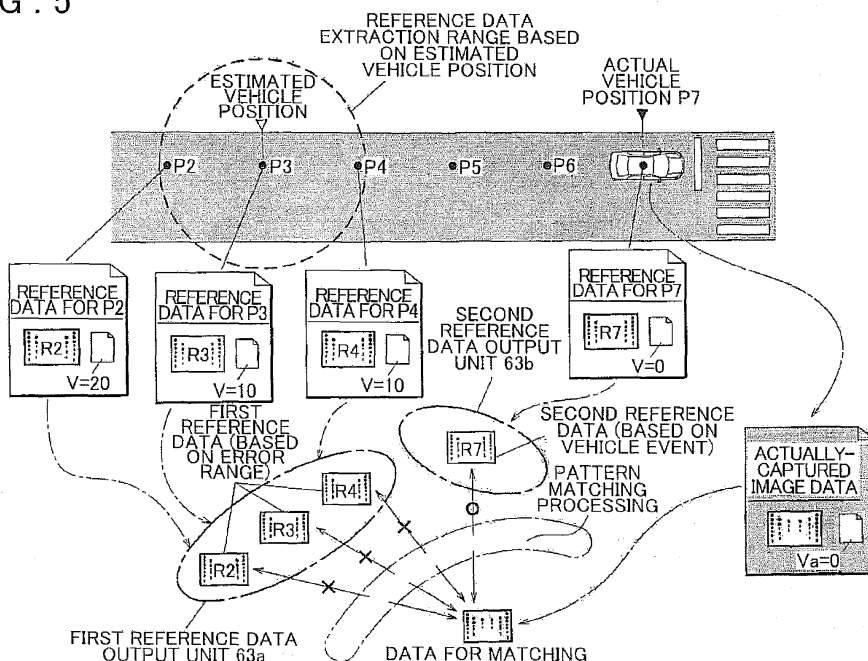 G . 5
REFERENCE DATA
EXTRACTION RANGE BASED
ON ESTIMATED
VEHICLE POSITION
ESTIMATED
VEHICLE
POSITION
ACTUAL
VEHICLE
POSITION P7
P2
P3
P4
P5
P6
REFERENCE
DATA FOR P2
R2
V=20
REFERENCE
DATA FOR P3
R3
V=10
REFERENCE
DATA FOR P4
R4
V=10
SECOND
REFERENCE
DATA OUTPUT
UNIT 63b
REFERENCE
DATA FOR P7
R7
V=0
FIRST
REFERENCE
DATA (BASED
ON ERROR
RANGE)
R4
R3
R2
R7
SECOND REFERENCE
DATA (BASED ON
VEHICLE EVENT)
PATTERN
MATCHING
PROCESSING
ACTUALLY-
CAPTURED
IMAGE DATA
Va=0
FIRST REFERENCE DATA
OUTPUT UNIT 63a
DATA FOR MATCHING